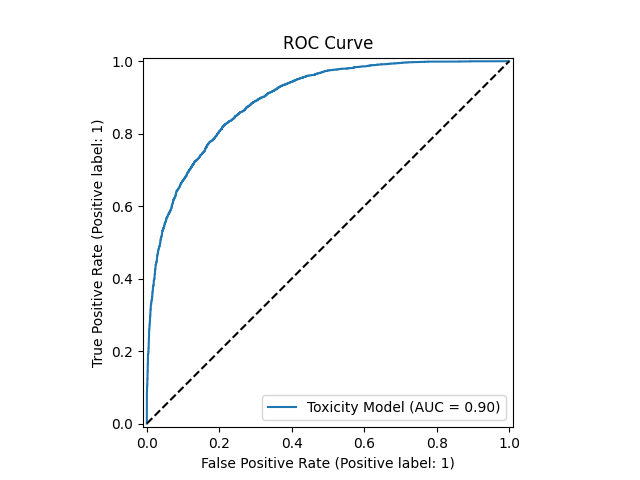 ROC Curve
1.0
0.8
0.6
0.4
0.2
0.0
True Positive Rate (Positive label: 1)
Toxicity Model (AUC = 0.90)
0.0 0.2 0.4 0.6 0.8 1.0
False Positive Rate (Positive label: 1)